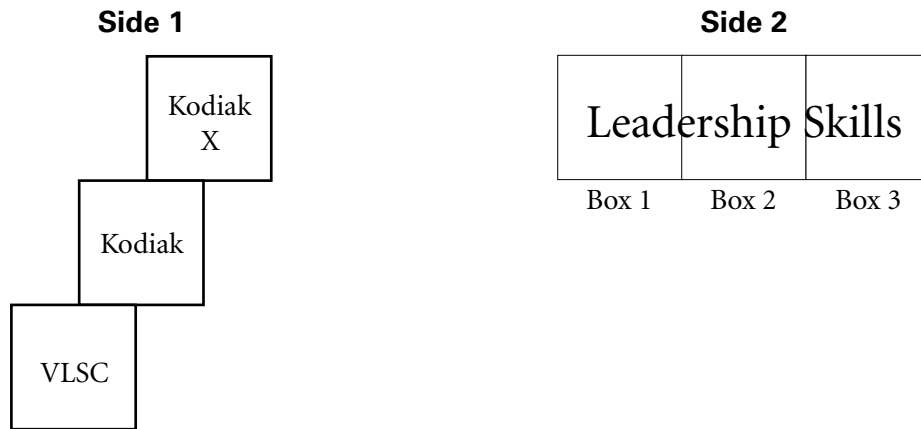 Side 1
Kodiak
X
Kodiak
VLSC
Side 2
Leadership Skills
Box 1 Box 2 Box 3